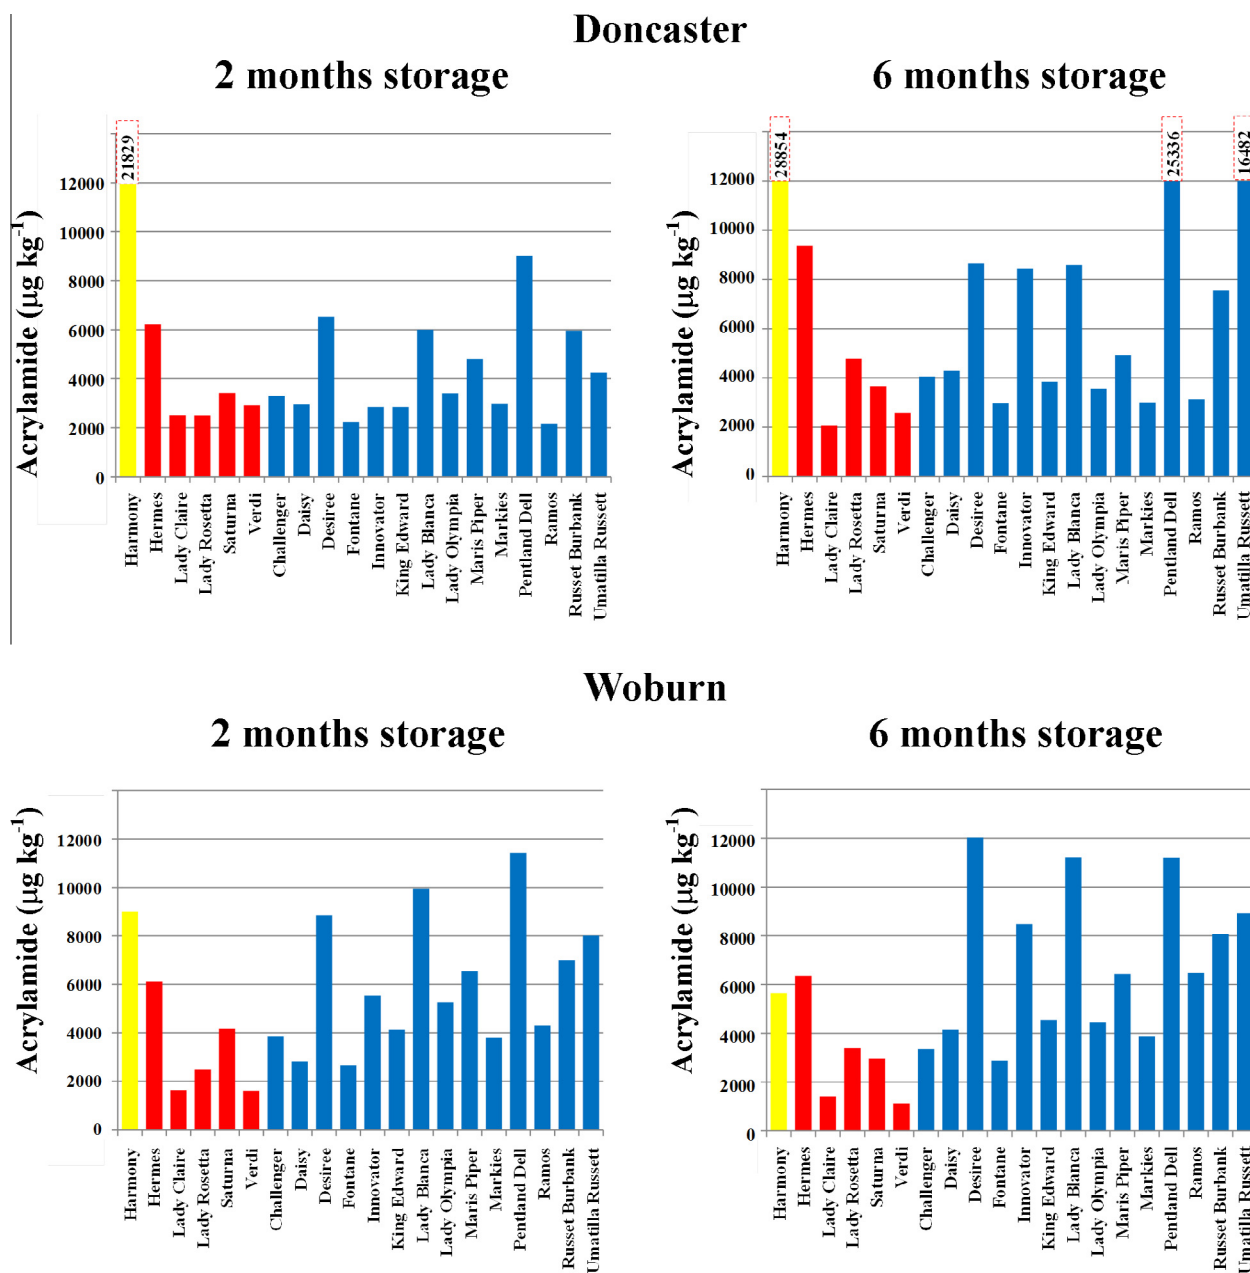 Doncaster
2 months storage
Acrylamide (µg kg-1)
12000
10000
8000
6000
4000
2000
0
21829
Harmony
Hermes
Lady Claire
Lady Rosetta
Saturna
Verdi
Challenger
Daisy
Desiree
Fontane
Innovator
King Edward
Lady Blanca
Lady Olympia
Maris Piper
Markies
Pentland Dell
Ramos
Russet Burbank
Umatilla Russett
6 months storage
Acrylamide (µg kg-1)
12000
10000
8000
6000
4000
2000
0
28854
25336
16482
Harmony
Hermes
Lady Claire
Lady Rosetta
Saturna
Verdi
Challenger
Daisy
Desiree
Fontane
Innovator
King Edward
Lady Blanca
Lady Olympia
Maris Piper
Markies
Pentland Dell
Ramos
Russet Burbank
Umatilla Russett
Woburn
2 months storage
Acrylamide (µg kg-1)
12000
10000
8000
6000
4000
2000
0
Harmony
Hermes
Lady Claire
Lady Rosetta
Saturna
Verdi
Challenger
Daisy
Desiree
Fontane
Innovator
King Edward
Lady Blanca
Lady Olympia
Maris Piper
Markies
Pentland Dell
Ramos
Russet Burbank
Umatilla Russett
6 months storage
Acrylamide (µg kg-1)
12000
10000
8000
6000
4000
2000
0
Harmony
Hermes
Lady Claire
Lady Rosetta
Saturna
Verdi
Challenger
Daisy
Desiree
Fontane
Innovator
King Edward
Lady Blanca
Lady Olympia
Maris Piper
Markies
Pentland Dell
Ramos
Russet Burbank
Umatilla Russett